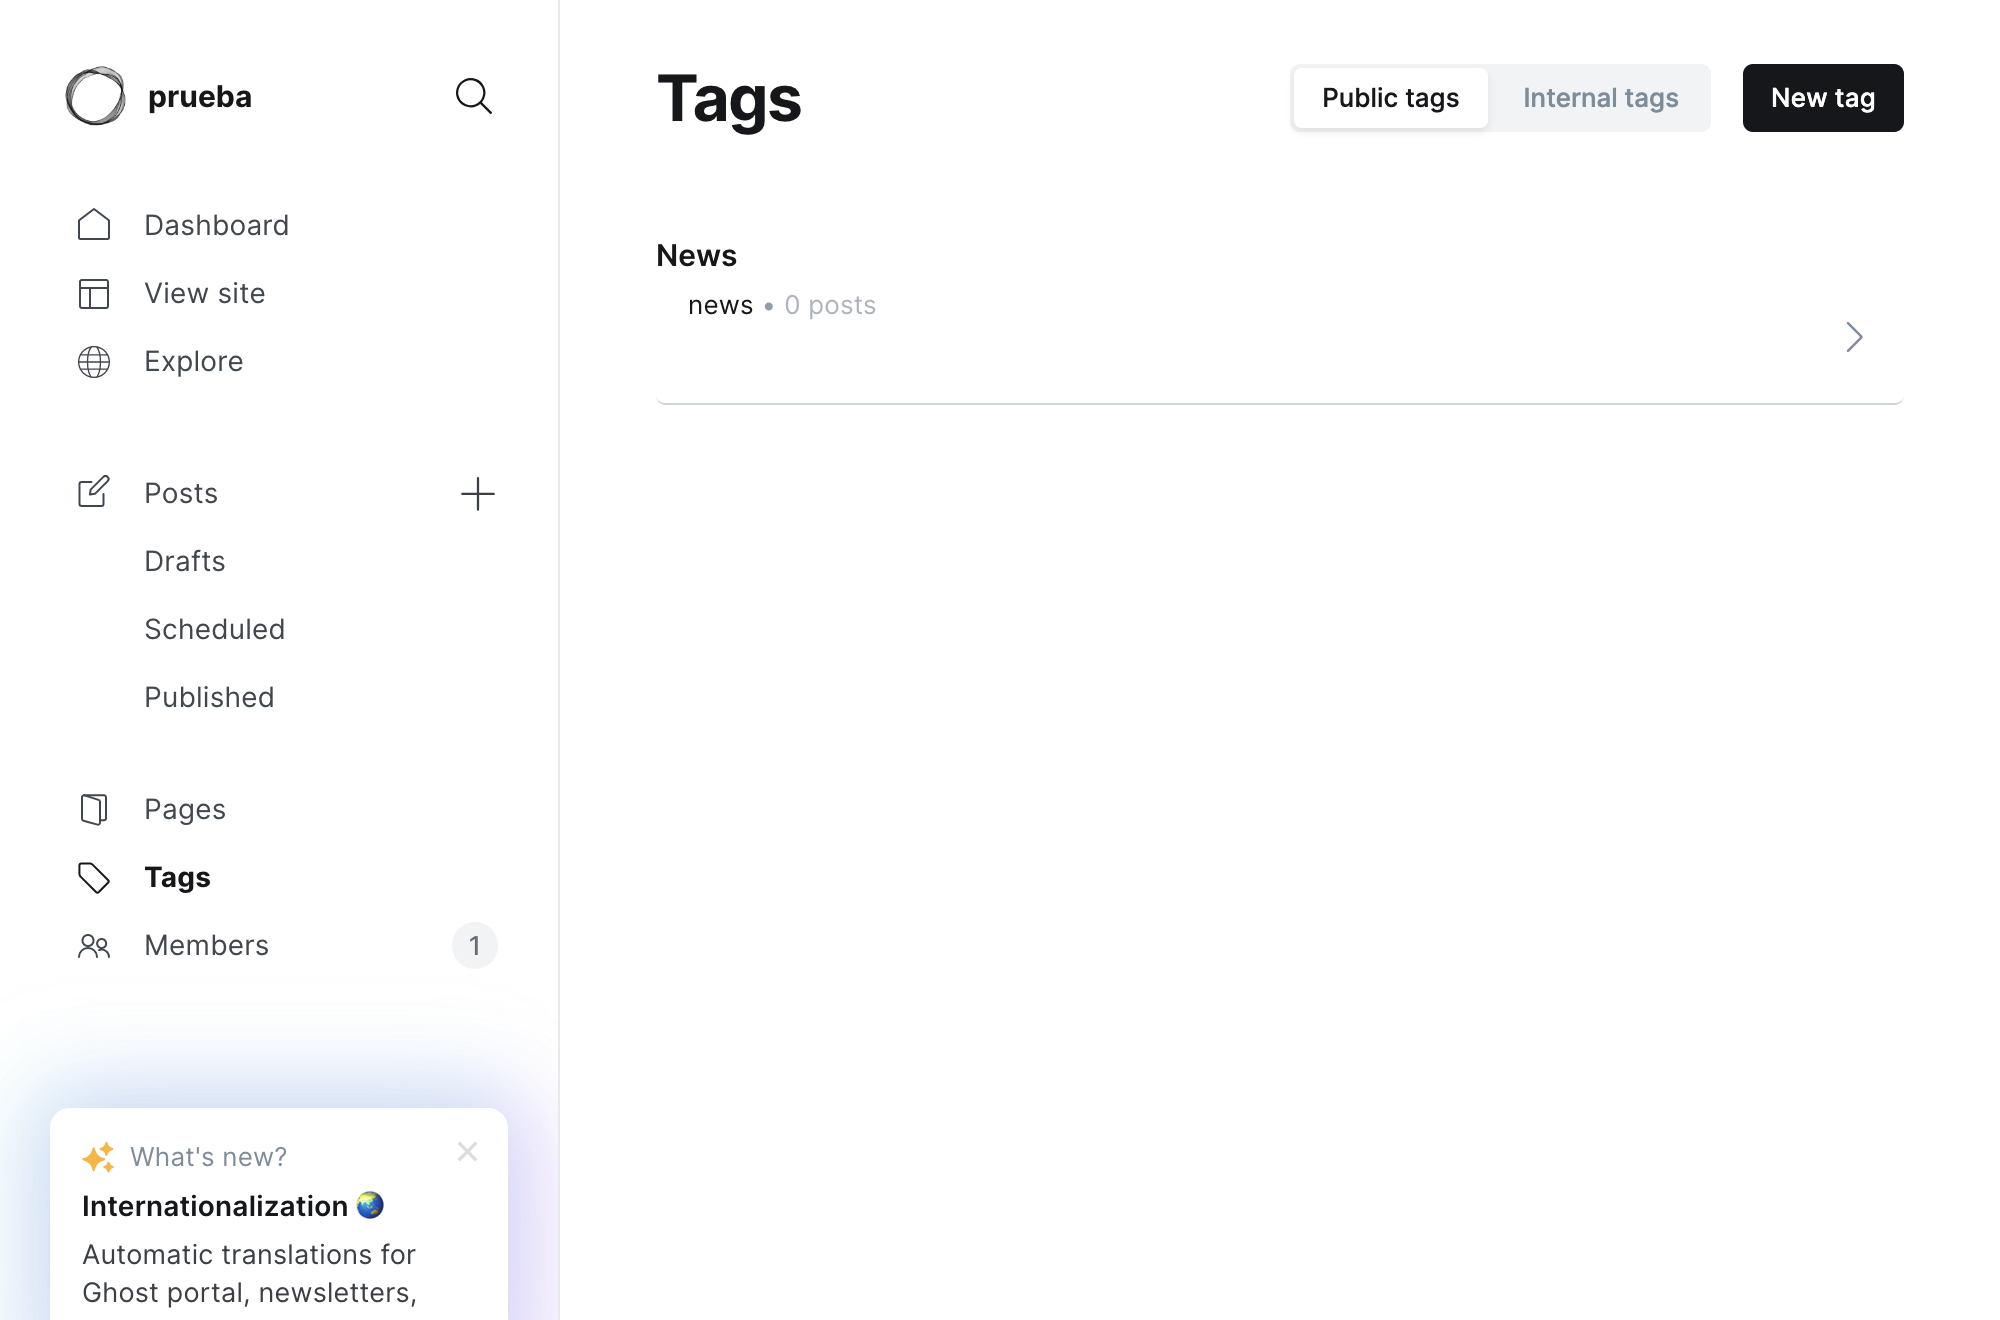 prueba
Dashboard
View site
Explore
Posts
Drafts
Scheduled
Published
Pages
Tags
Members 1
What's new?
Internationalization 🌏
Automatic translations for
Ghost portal, newsletters,
Tags
Public tags
Internal tags
New tag
News
news • 0 posts